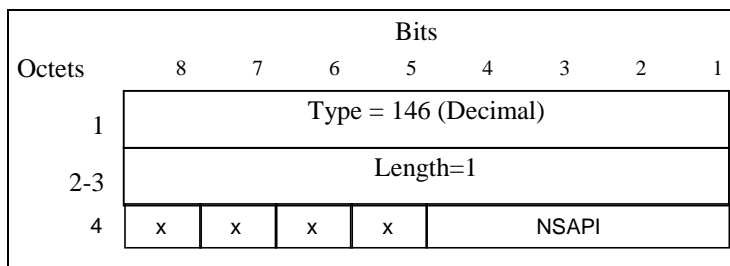 Bits
Octets 8 7 6 5 4 3 2 1
1 Type = 146 (Decimal)
2-3 Length=1
4 x x x x NSAPI